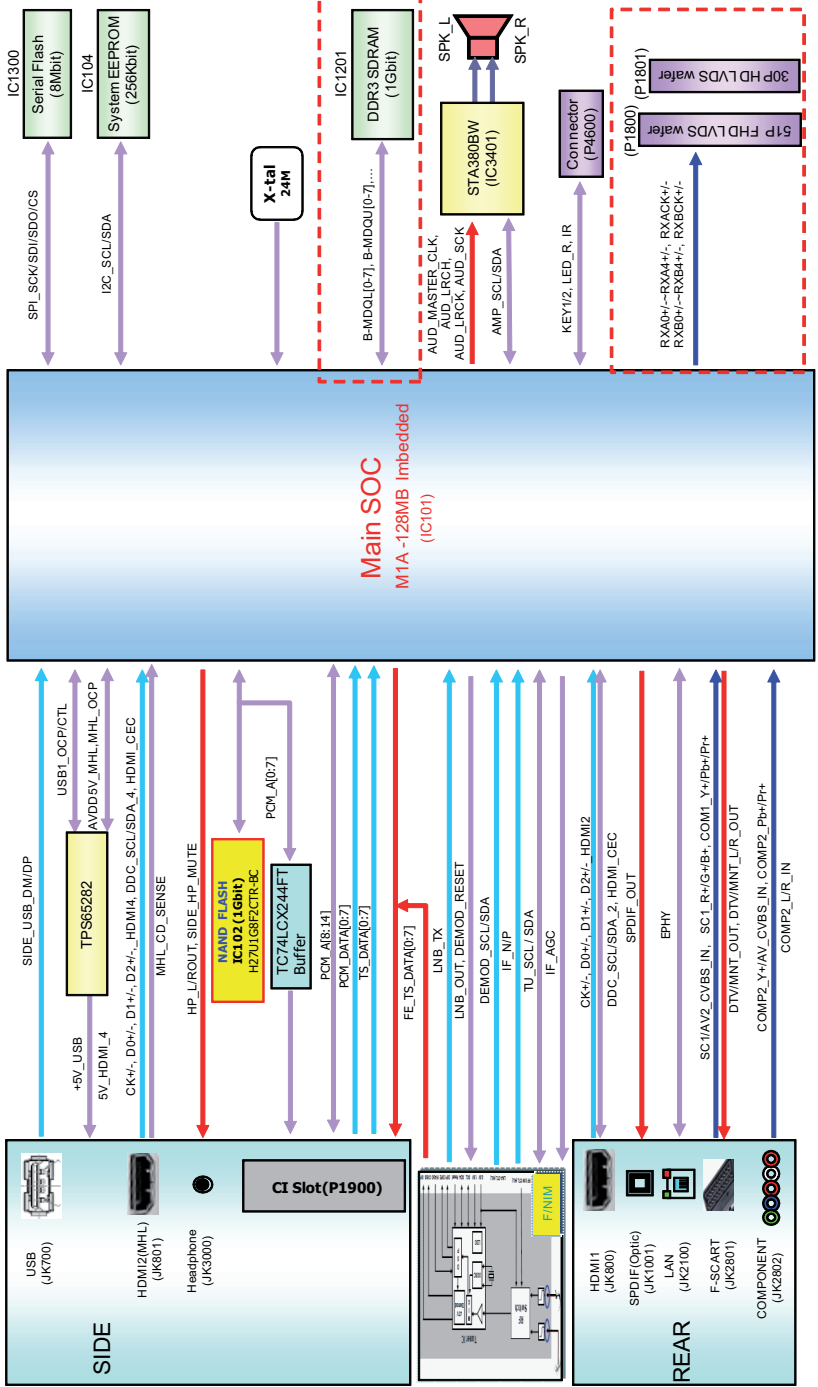 IC1300
Serial Flash
(8Mbit)
SPI_SCK/SDI/SDO/CS
IC104
System EEPROM
(256Kbit)
I2C_SCL/SDA
X-tal
24M
IC1201
DDR3 SDRAM
(1Gbit)
B-MDQL[0-7], B-MDQU[0-7],....
SPK_L
SPK_R
STA380BW
(IC3401)
AUD_MASTER_CLK,
AUD_LRCH,
AUD_LRCK, AUD_SCK
AMP_SCL/SDA
Connector
(P4600)
KEY1/2, LED_R, IR
(P1801)
30P HD LVDS wafer
(P1800)
51P FHD LVDS wafer
RXA0+/-~RXA4+/-, RXACK+/-
RXB0+/-~RXB4+/-, RXBCK+/-
Main SOC
M1A -128MB Imbedded
(IC101)
SIDE_USB_DM/DP
USB1_OCP/CTL
AVDD5V_MHL,MHL_OCP
TPS65282
+5V_USB
5V_HDMI_4
CK+/-, D0+/-, D1+/-, D2+/-_HDMI4, DDC_SCL/SDA_4, HDMI_CEC
MHL_CD_SENSE
HP_L/ROUT, SIDE_HP_MUTE
NAND FLASH
IC102 (1Gbit)
H27U1G8F2CTR-BC
PCM_A[0:7]
TC74LCX244FT
Buffer
PCM_A[8:14]
PCM_DATA[0:7]
TS_DATA[0:7]
FE_TS_DATA[0:7]
LNB_TX
LNB_OUT, DEMOD_RESET
DEMOD_SCL/SDA
IF_N/P
TU_SCL / SDA
IF_AGC
CK+/-, D0+/-, D1+/-, D2+/-_HDMI2
DDC_SCL/SDA_2, HDMI_CEC
SPDIF_OUT
EPHY
SC1/AV2_CVBS_IN, SC1_R+/G+/B+, COM1_Y+/Pb+/Pr+
DTV/MNT_OUT, DTV/MNT_L/R_OUT
COMP2_Y+/AV_CVBS_IN, COMP2_Pb+/Pr+
COMP2_L/R_IN
SIDE
USB
(JK700)
HDMI2(MHL)
(JK801)
Headphone
(JK3000)
CI Slot(P1900)
F/NIM
Tuner IC
Switch
REAR
HDMI1
(JK800)
SPDIF(Optic)
(JK1001)
LAN
(JK2100)
F-SCART
(JK2801)
COMPONENT
(JK2802)